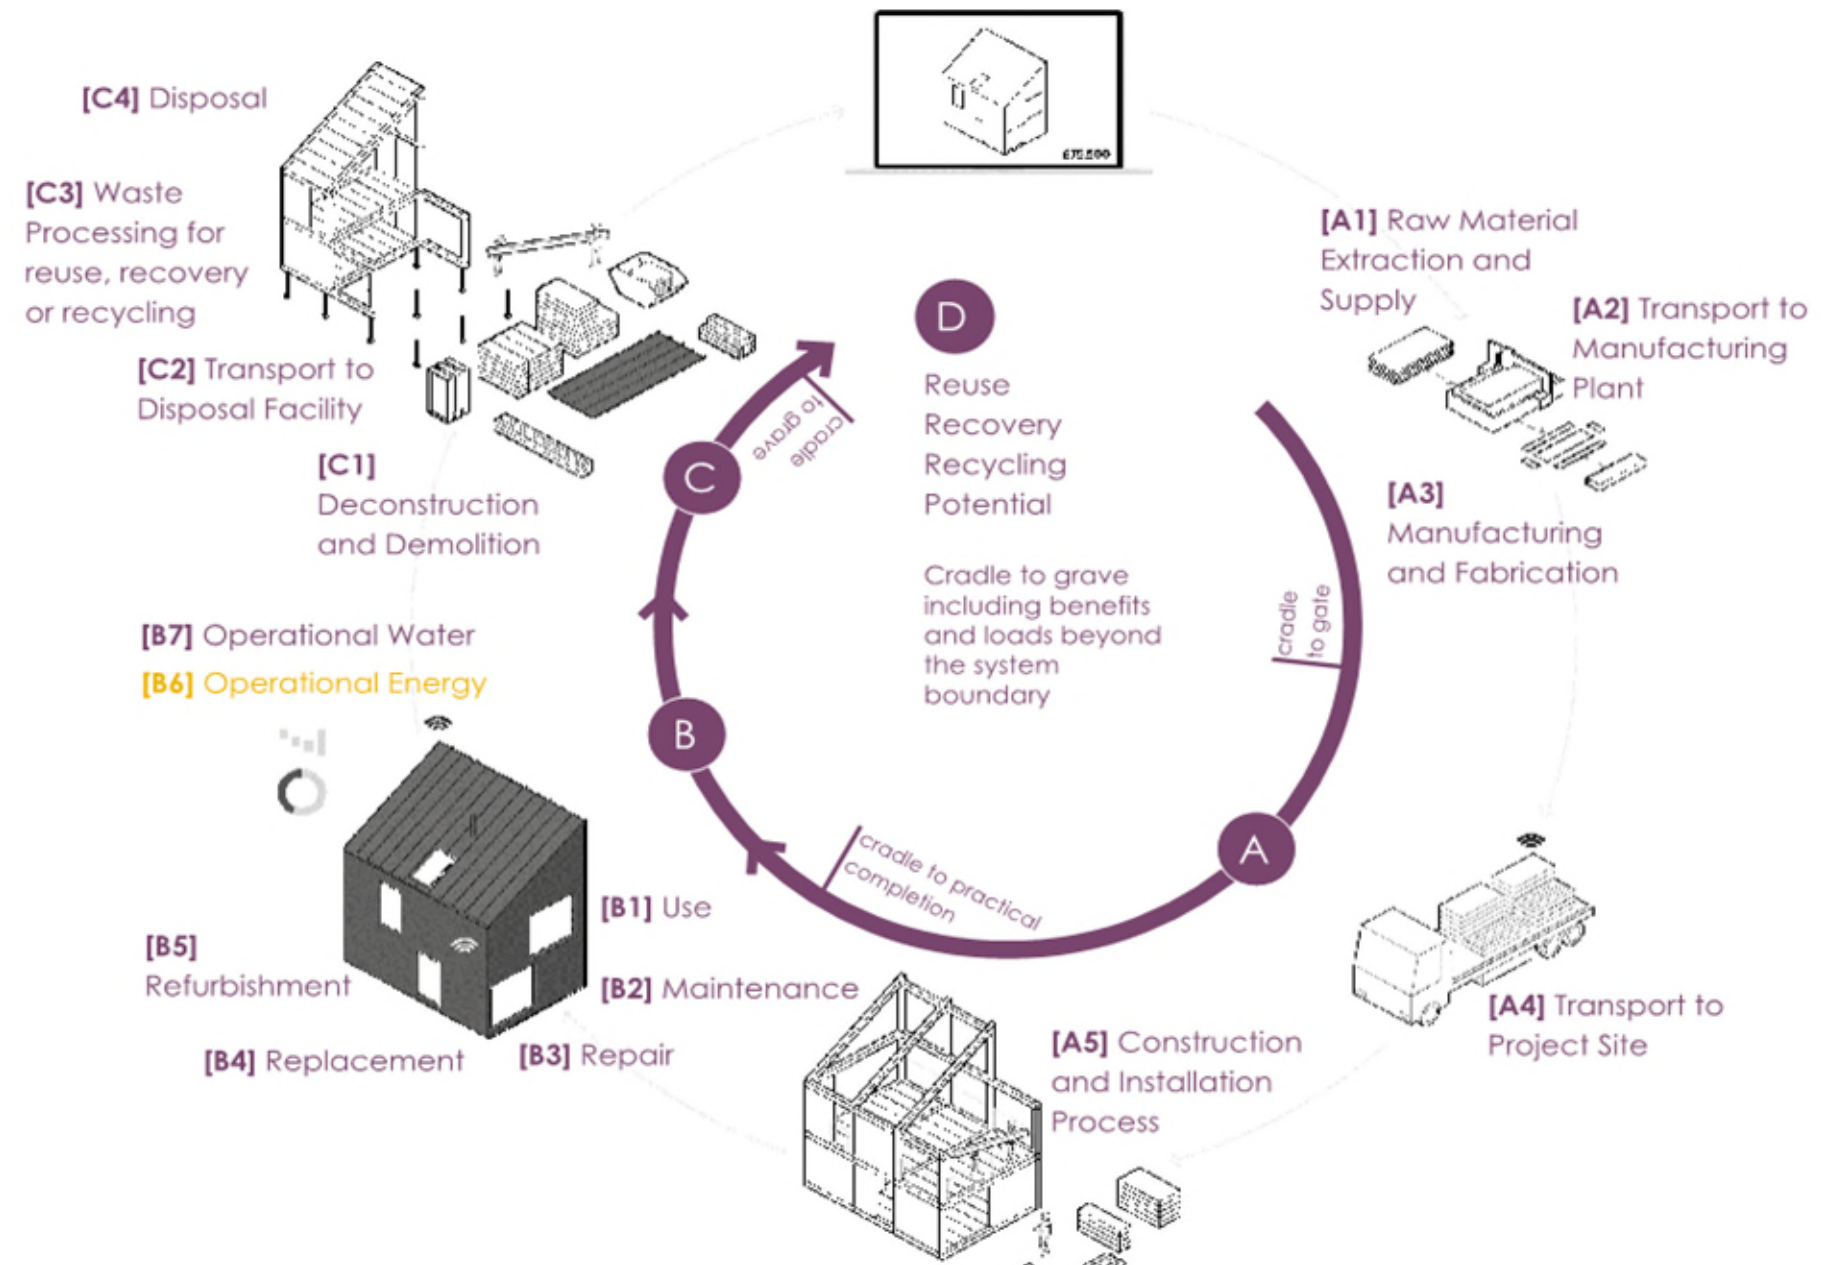 [C4] Disposal
[C3] Waste
Processing for
reuse, recovery
or recycling
[C2] Transport to
Disposal Facility
[C1]
Deconstruction
and Demolition
[A1] Raw Material
Extraction and
Supply
[A2] Transport to
Manufacturing
Plant
[A3]
Manufacturing
and Fabrication
D
Reuse
Recovery
Recycling
Potential
Cradle to grave
including benefits
and loads beyond
the system
boundary
cradle
to grave
C
cradle
to gate
[B7] Operational Water
[B6] Operational Energy
B
A
cradle to practical
completion
[B1] Use
[B2] Maintenance
[B3] Repair
[B4] Replacement
[B5]
Refurbishment
[A4] Transport to
Project Site
[A5] Construction
and Installation
Process